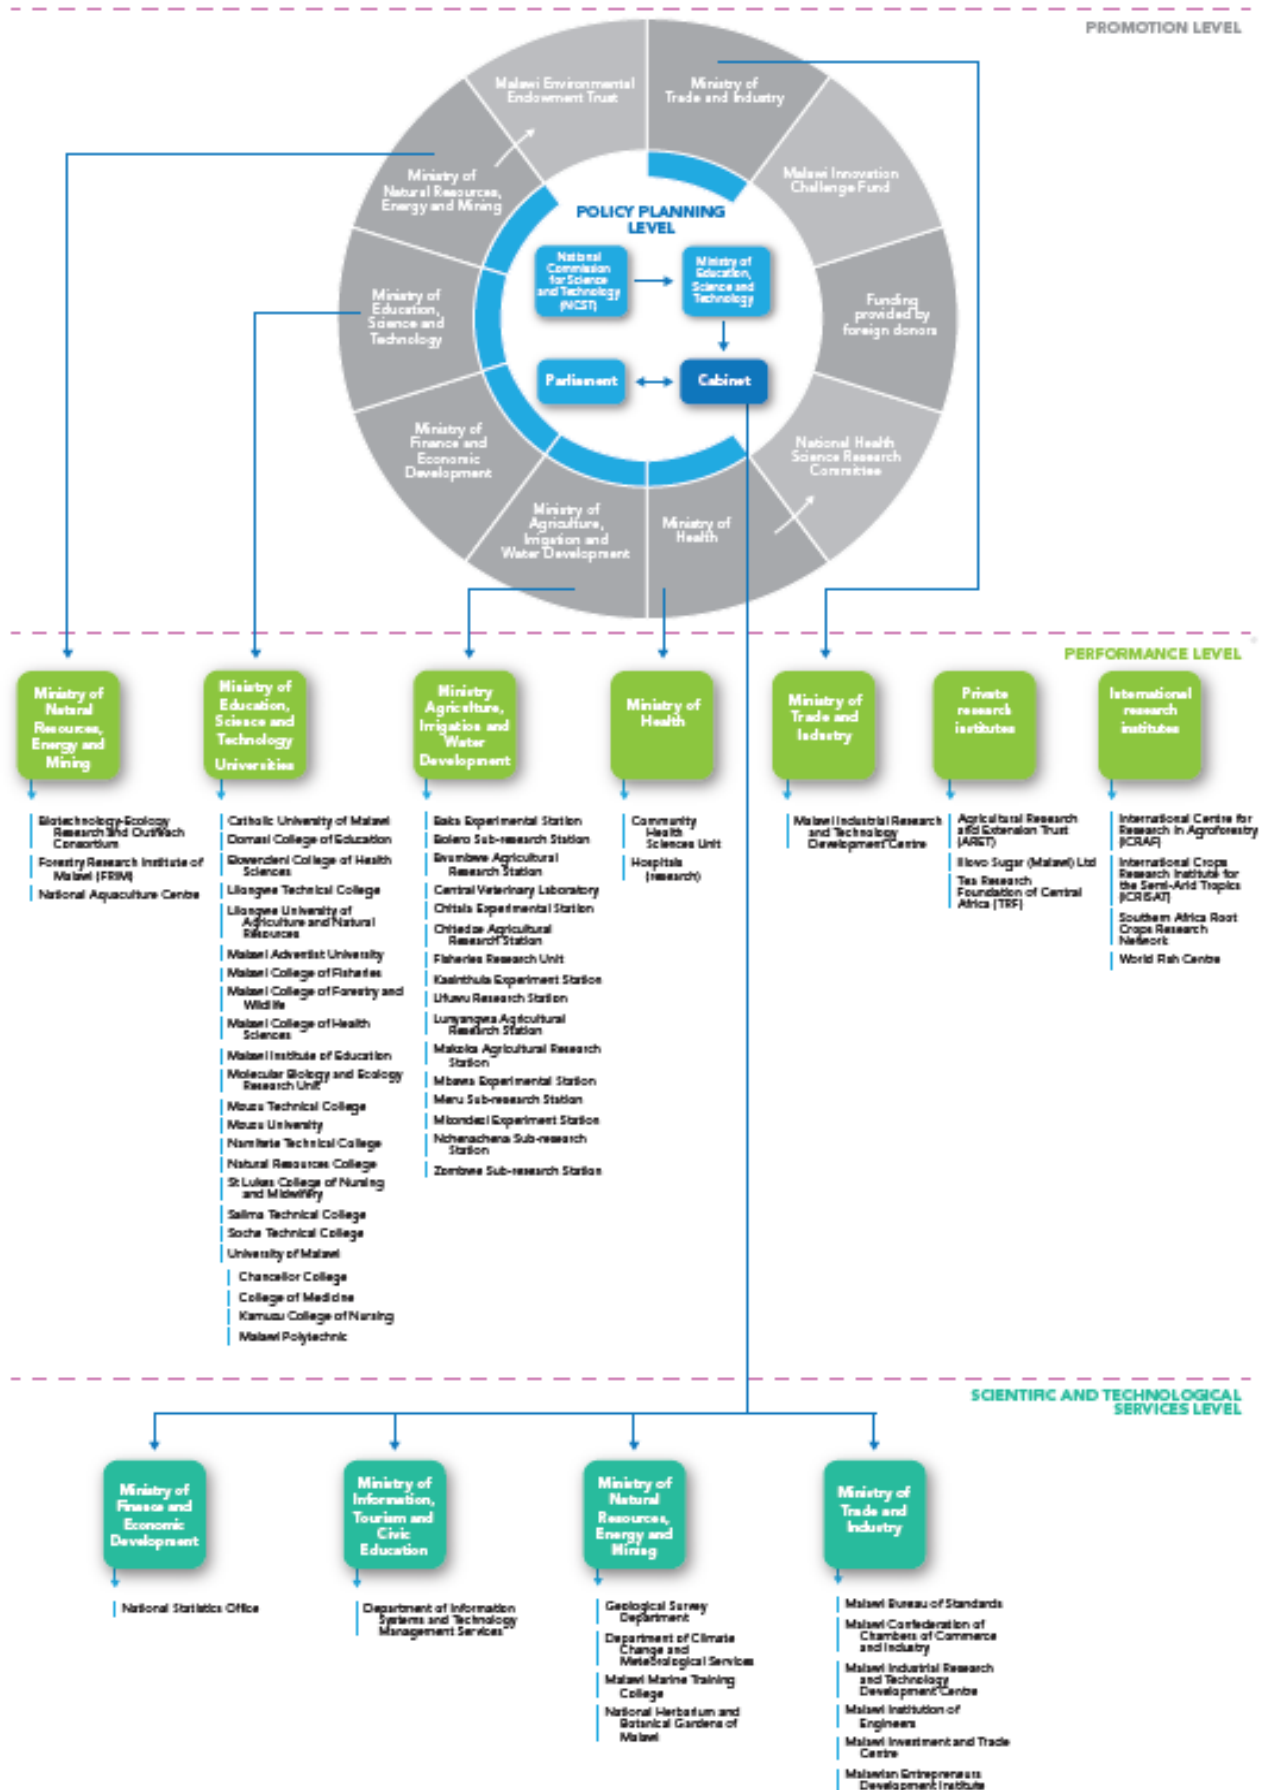 PROMOTION LEVEL
Malawi Environmental
Endowment Trust
Ministry of
Trade and Industry
Malawi Innovation
Challenge Fund
Funding
provided by
foreign donors
National Health
Science Research
Committee
Ministry of
Health
Ministry of
Agriculture,
Irrigation and
Water Development
Ministry of
Finance and
Economic
Development
Ministry of
Education,
Science and
Technology
Ministry of
Natural Resources,
Energy and Mining
POLICY PLANNING
LEVEL
National
Commission
for Science
and Technology
(NCST)
Ministry of
Education,
Science and
Technology
Parliament
Cabinet
PERFORMANCE LEVEL
Ministry of
Natural
Resources,
Energy and
Mining
Biotechnology-Ecology
Research and Outreach
Consortium
Forestry Research Institute of
Malawi (FRIM)
National Aquaculture Centre
Ministry of
Education,
Science and
Technology
Universities
Catholic University of Malawi
Domasi College of Education
Ekwendeni College of Health
Sciences
Lilongwe Technical College
Lilongwe University of
Agriculture and Natural
Resources
Malawi Adventist University
Malawi College of Fisheries
Malawi College of Forestry and
Wildlife
Malawi College of Health
Sciences
Malawi Institute of Education
Molecular Biology and Ecology
Research Unit
Mzuzu Technical College
Mzuzu University
Namitete Technical College
Natural Resources College
St Lukes College of Nursing
and Midwifery
Salima Technical College
Soche Technical College
University of Malawi
Chancellor College
College of Medicine
Kamuzu College of Nursing
Malawi Polytechnic
Ministry
Agriculture,
Irrigation and
Water
Development
Baka Experimental Station
Bolero Sub-research Station
Bvumbwe Agricultural
Research Station
Central Veterinary Laboratory
Chitala Experimental Station
Chitedze Agricultural
Research Station
Fisheries Research Unit
Kasinthula Experiment Station
Lifuwu Research Station
Lunyangwa Agricultural
Research Station
Makoka Agricultural Research
Station
Mbawa Experimental Station
Meru Sub-research Station
Mkondezi Experiment Station
Nchenachena Sub-research
Station
Zombwe Sub-research Station
Ministry of
Health
Community
Health
Sciences Unit
Hospitals
(research)
Ministry of
Trade and
Industry
Malawi Industrial Research
and Technology
Development Centre
Private
research
institutes
Agricultural Research
and Extension Trust
(ARET)
Illovo Sugar (Malawi) Ltd
Tea Research
Foundation of Central
Africa (TRF)
International
research
institutes
International Centre for
Research in Agroforestry
(ICRAF)
International Crops
Research Institute for
the Semi-Arid Tropics
(ICRISAT)
Southern Africa Root
Crops Research
Network
World Fish Centre
SCIENTIFIC AND TECHNOLOGICAL
SERVICES LEVEL
Ministry of
Finance and
Economic
Development
National Statistics Office
Ministry of
Information,
Tourism and
Civic
Education
Department of Information
Systems and Technology
Management Services
Ministry of
Natural
Resources,
Energy and
Mining
Geological Survey
Department
Department of Climate
Change and
Meteorological Services
Malawi Marine Training
College
National Herbarium and
Botanical Gardens of
Malawi
Ministry of
Trade and
Industry
Malawi Bureau of Standards
Malawi Confederation of
Chambers of Commerce
and Industry
Malawi Industrial Research
and Technology
Development Centre
Malawi Institution of
Engineers
Malawi Investment and Trade
Centre
Malawian Entrepreneurs
Development Institute